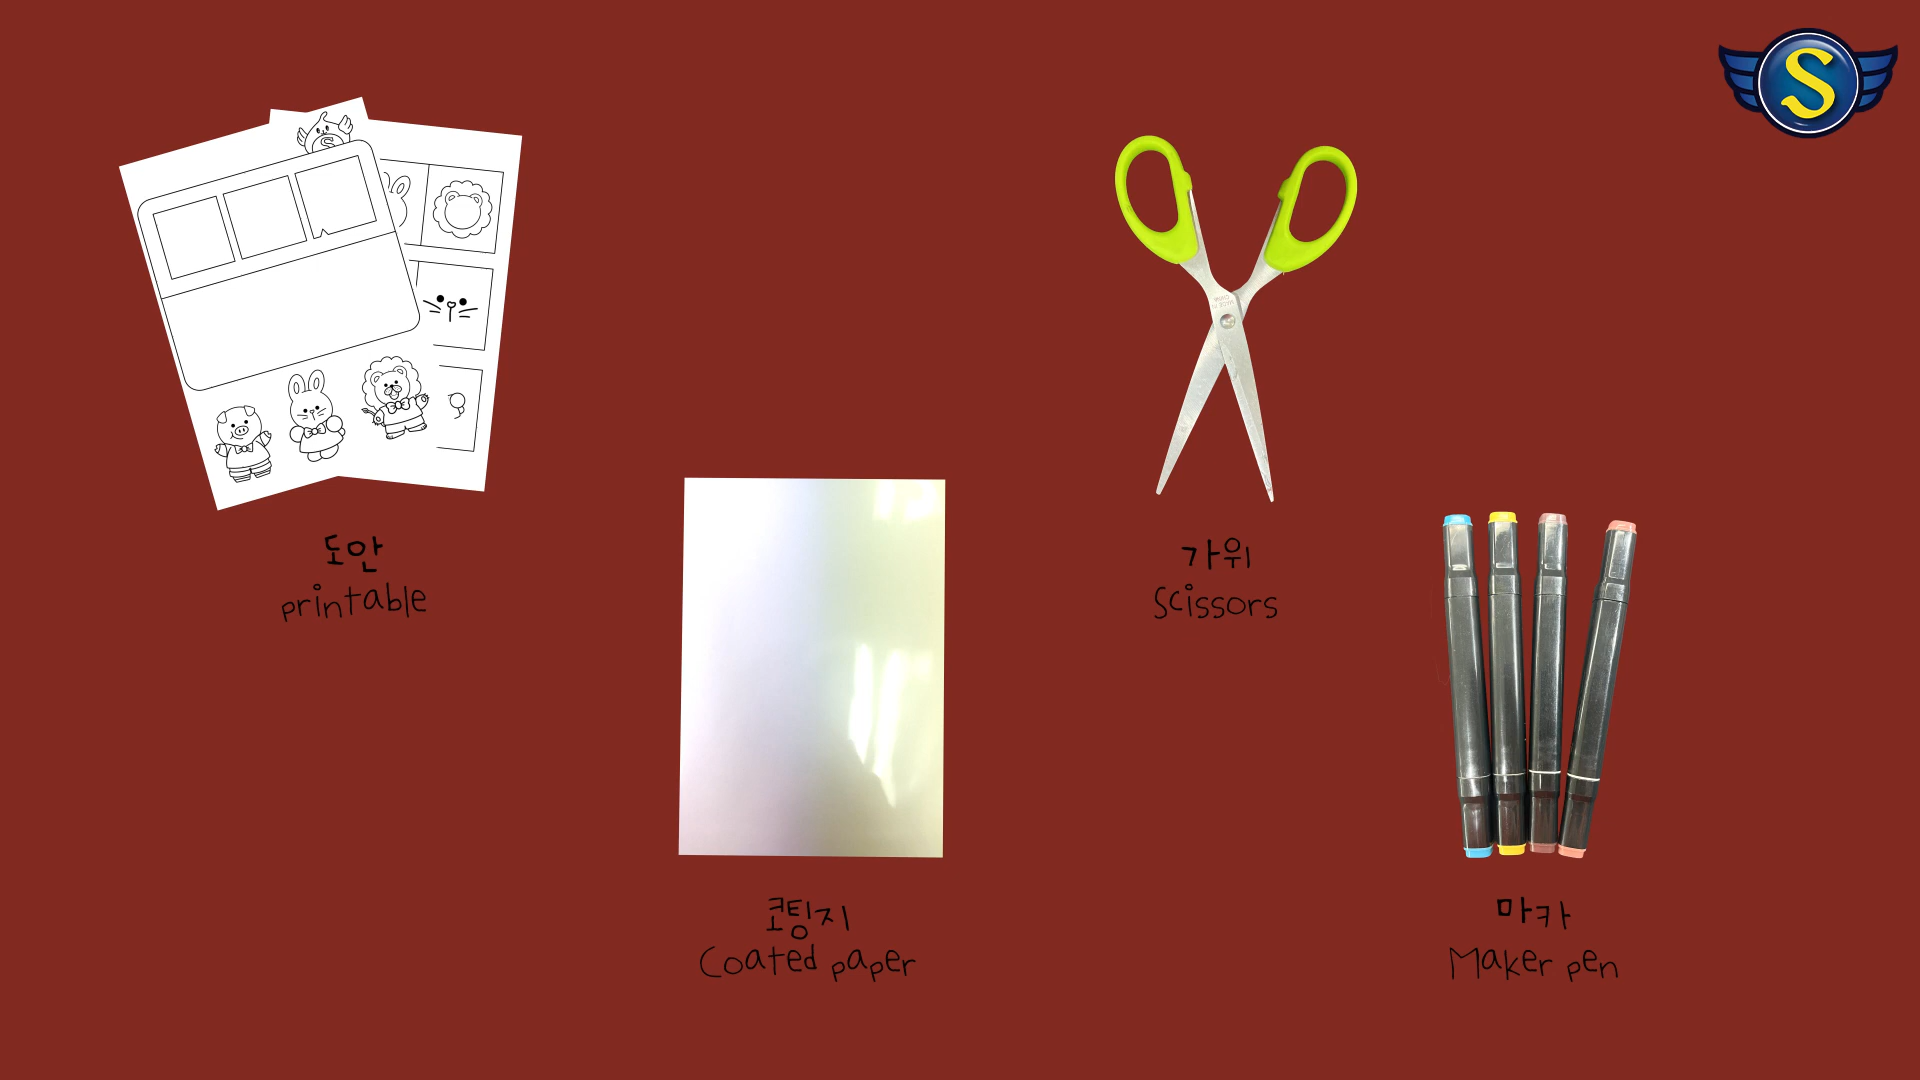 S
S
도안
printable
가위
Scissors
코팅지
Coated paper
마카
Maker pen